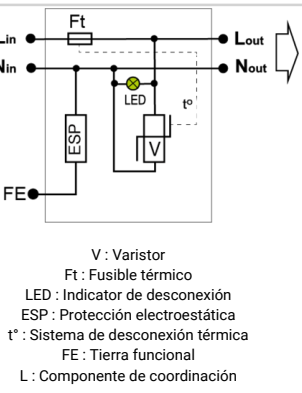 Ft
Lin
Lout
Nin
Nout
LED
tº
ESP
V
FE
V : Varistor
Ft : Fusible térmico
LED : Indicator de desconexión
ESP : Protección electroestática
t° : Sistema de desconexión térmica
FE : Tierra funcional
L : Componente de coordinación